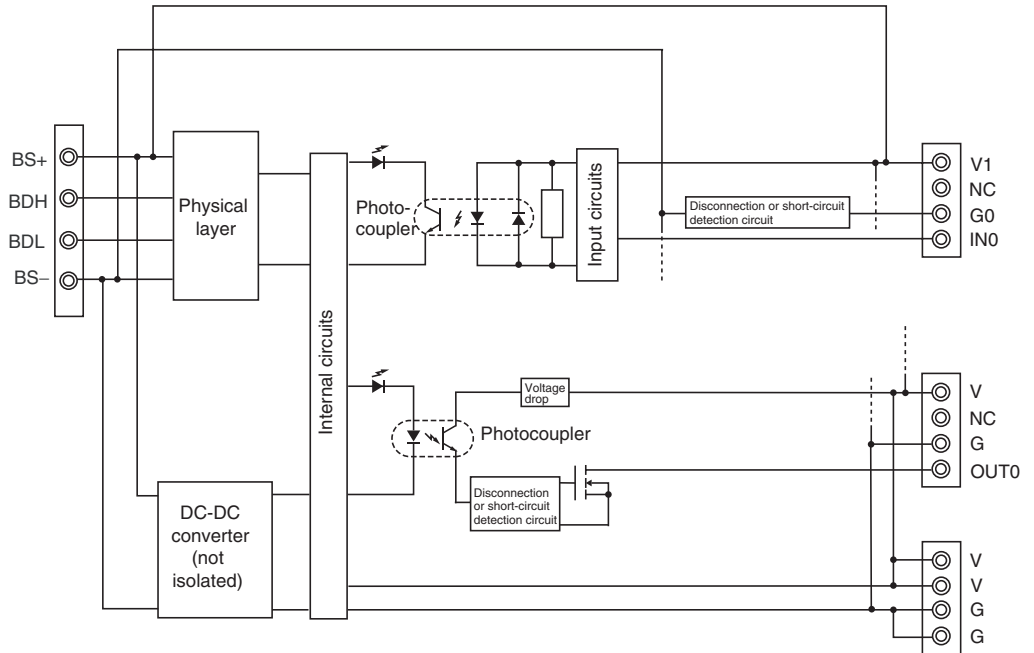 BS+
BDH
BDL
BS−
Physical
layer
Internal circuits
Photo-
coupler
Input circuits
Disconnection or short-circuit
detection circuit
V1
NC
G0
IN0
Voltage
drop
Photocoupler
Disconnection
or short-circuit
detection circuit
V
NC
G
OUT0
DC-DC
converter
(not
isolated)
V
V
G
G